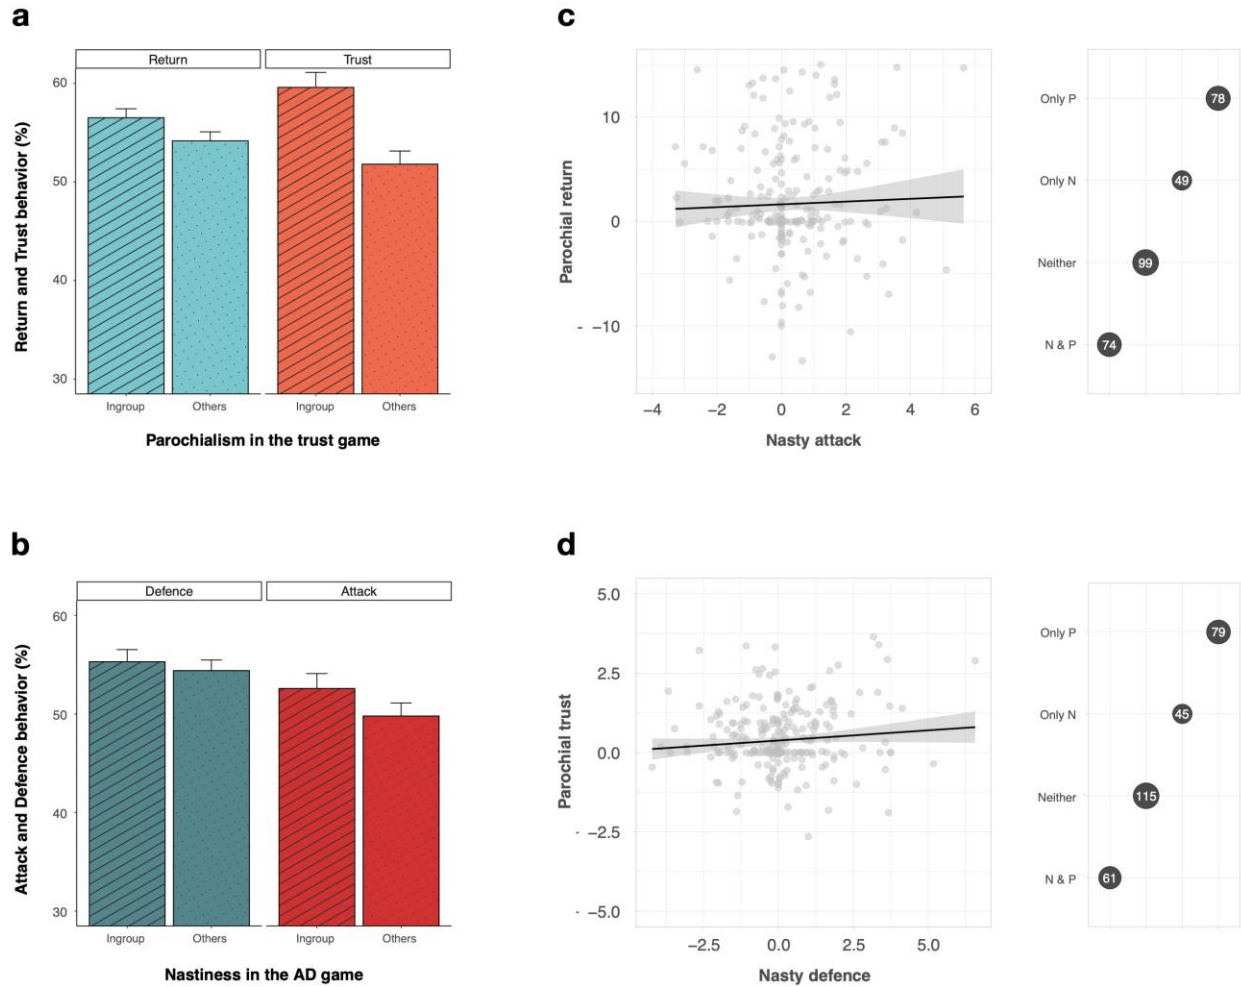 a
Return Trust
60
50
40
30
Return and Trust behavior (%)
Ingroup Others Ingroup Others
Parochialism in the trust game
c
10
0
- −10
Parochial return
−4 −2 0 2 4 6
Nasty attack
Only P 78
Only N 49
Neither 99
N & P 74
b
Defence Attack
60
50
40
30
Attack and Defence behavior (%)
Ingroup Others Ingroup Others
Nastiness in the AD game
d
5.0
2.5
0.0
−2.5
−5.0
Parochial trust
−2.5 0.0 2.5 5.0
Nasty defence
Only P 79
Only N 45
Neither 115
N & P 61